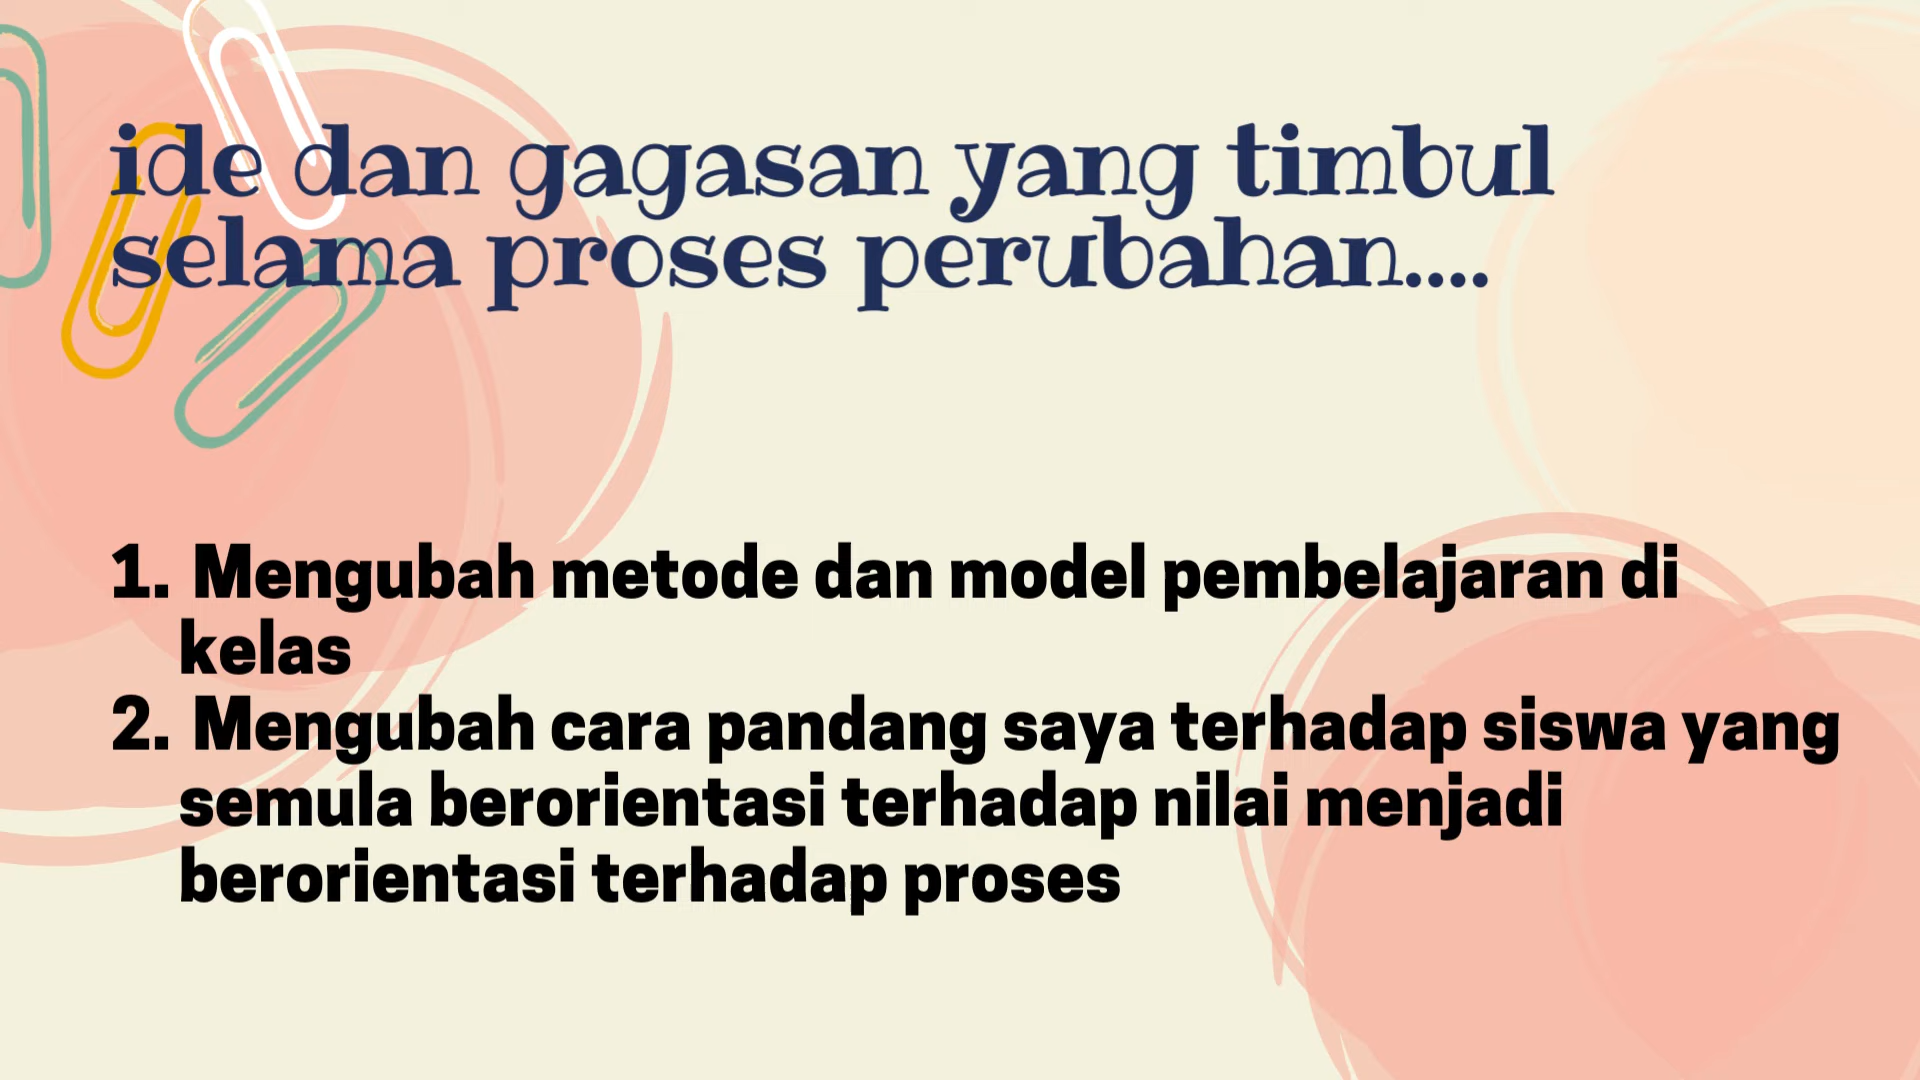 ide dan gagasan yang timbul
selama proses perubahan....
1. Mengubah metode dan model pembelajaran di
kelas
2. Mengubah cara pandang saya terhadap siswa yang
semula berorientasi terhadap nilai menjadi
berorientasi terhadap proses